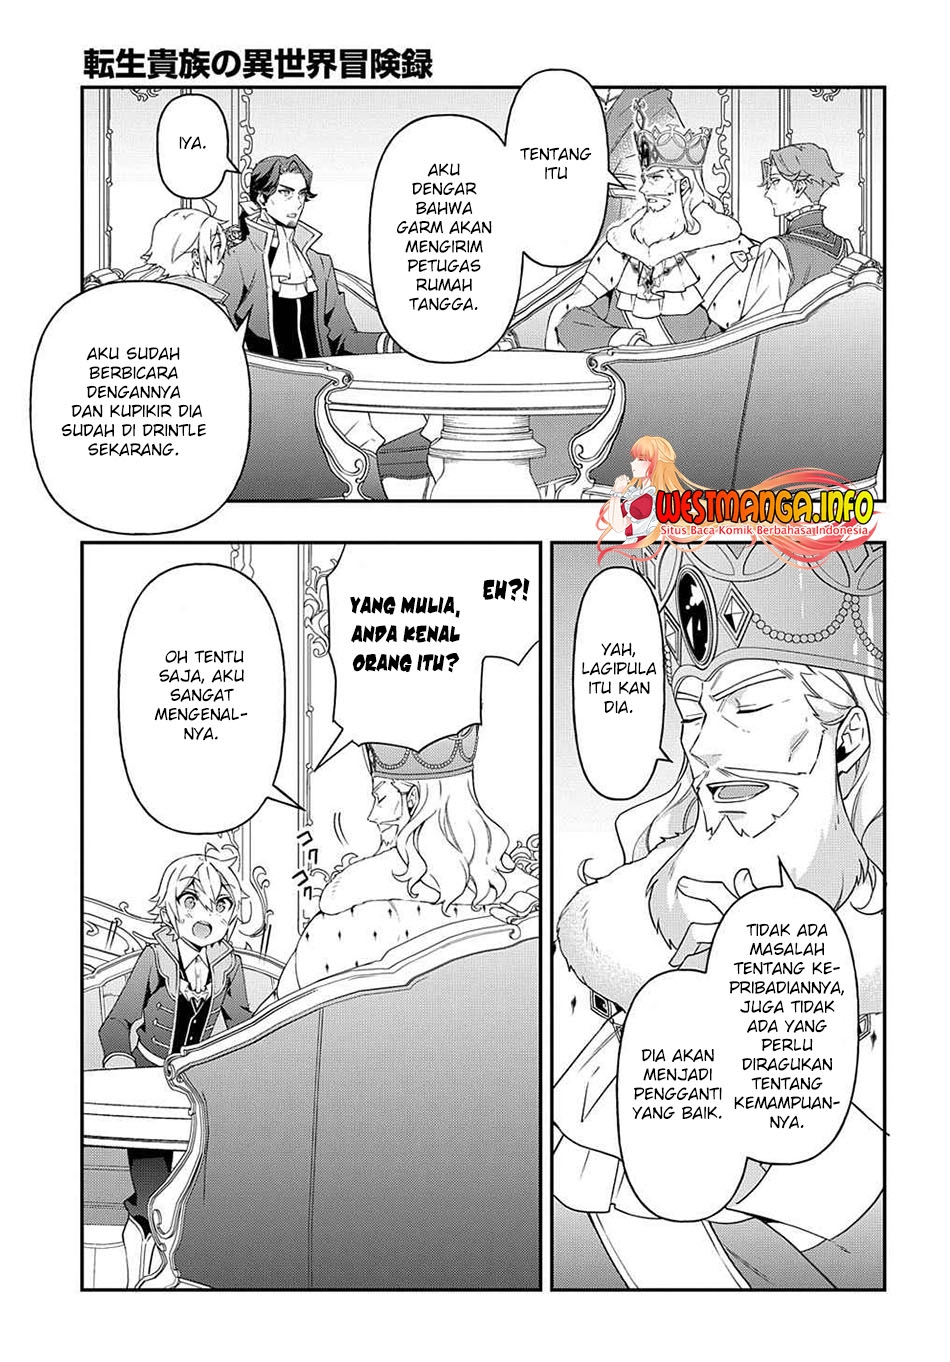 転生貴族の異世界冒険録
TENTANG
ITU
AKU
DENGAR
BAHWA
GARM AKAN
MENGIRIM
PETUGAS
RUMAH
TANGGA.
IYA.
AKU SUDAH
BERBICARA
DENGANNYA
DAN KUPIKIR DIA
SUDAH DI DRINTLE
SEKARANG.
WESTMANGA.INFO
Situs Baca Komik Berbahasa Indonesia
YAH,
LAGIPULA
ITU KAN
DIA.
TIDAK ADA
MASALAH
TENTANG KE-
PRIBADIANNYA,
JUGA TIDAK
ADA YANG
PERLU
DIRAGUKAN
TENTANG
KEMAMPUAN-
NYA.
DIA AKAN
MENJADI
PENGGANTI
YANG BAIK.
EH?!
YANG MULIA,
ANDA KENAL
ORANG ITU?
OH TENTU
SAJA, AKU
SANGAT
MENGENAL-
NYA.
コク
コク